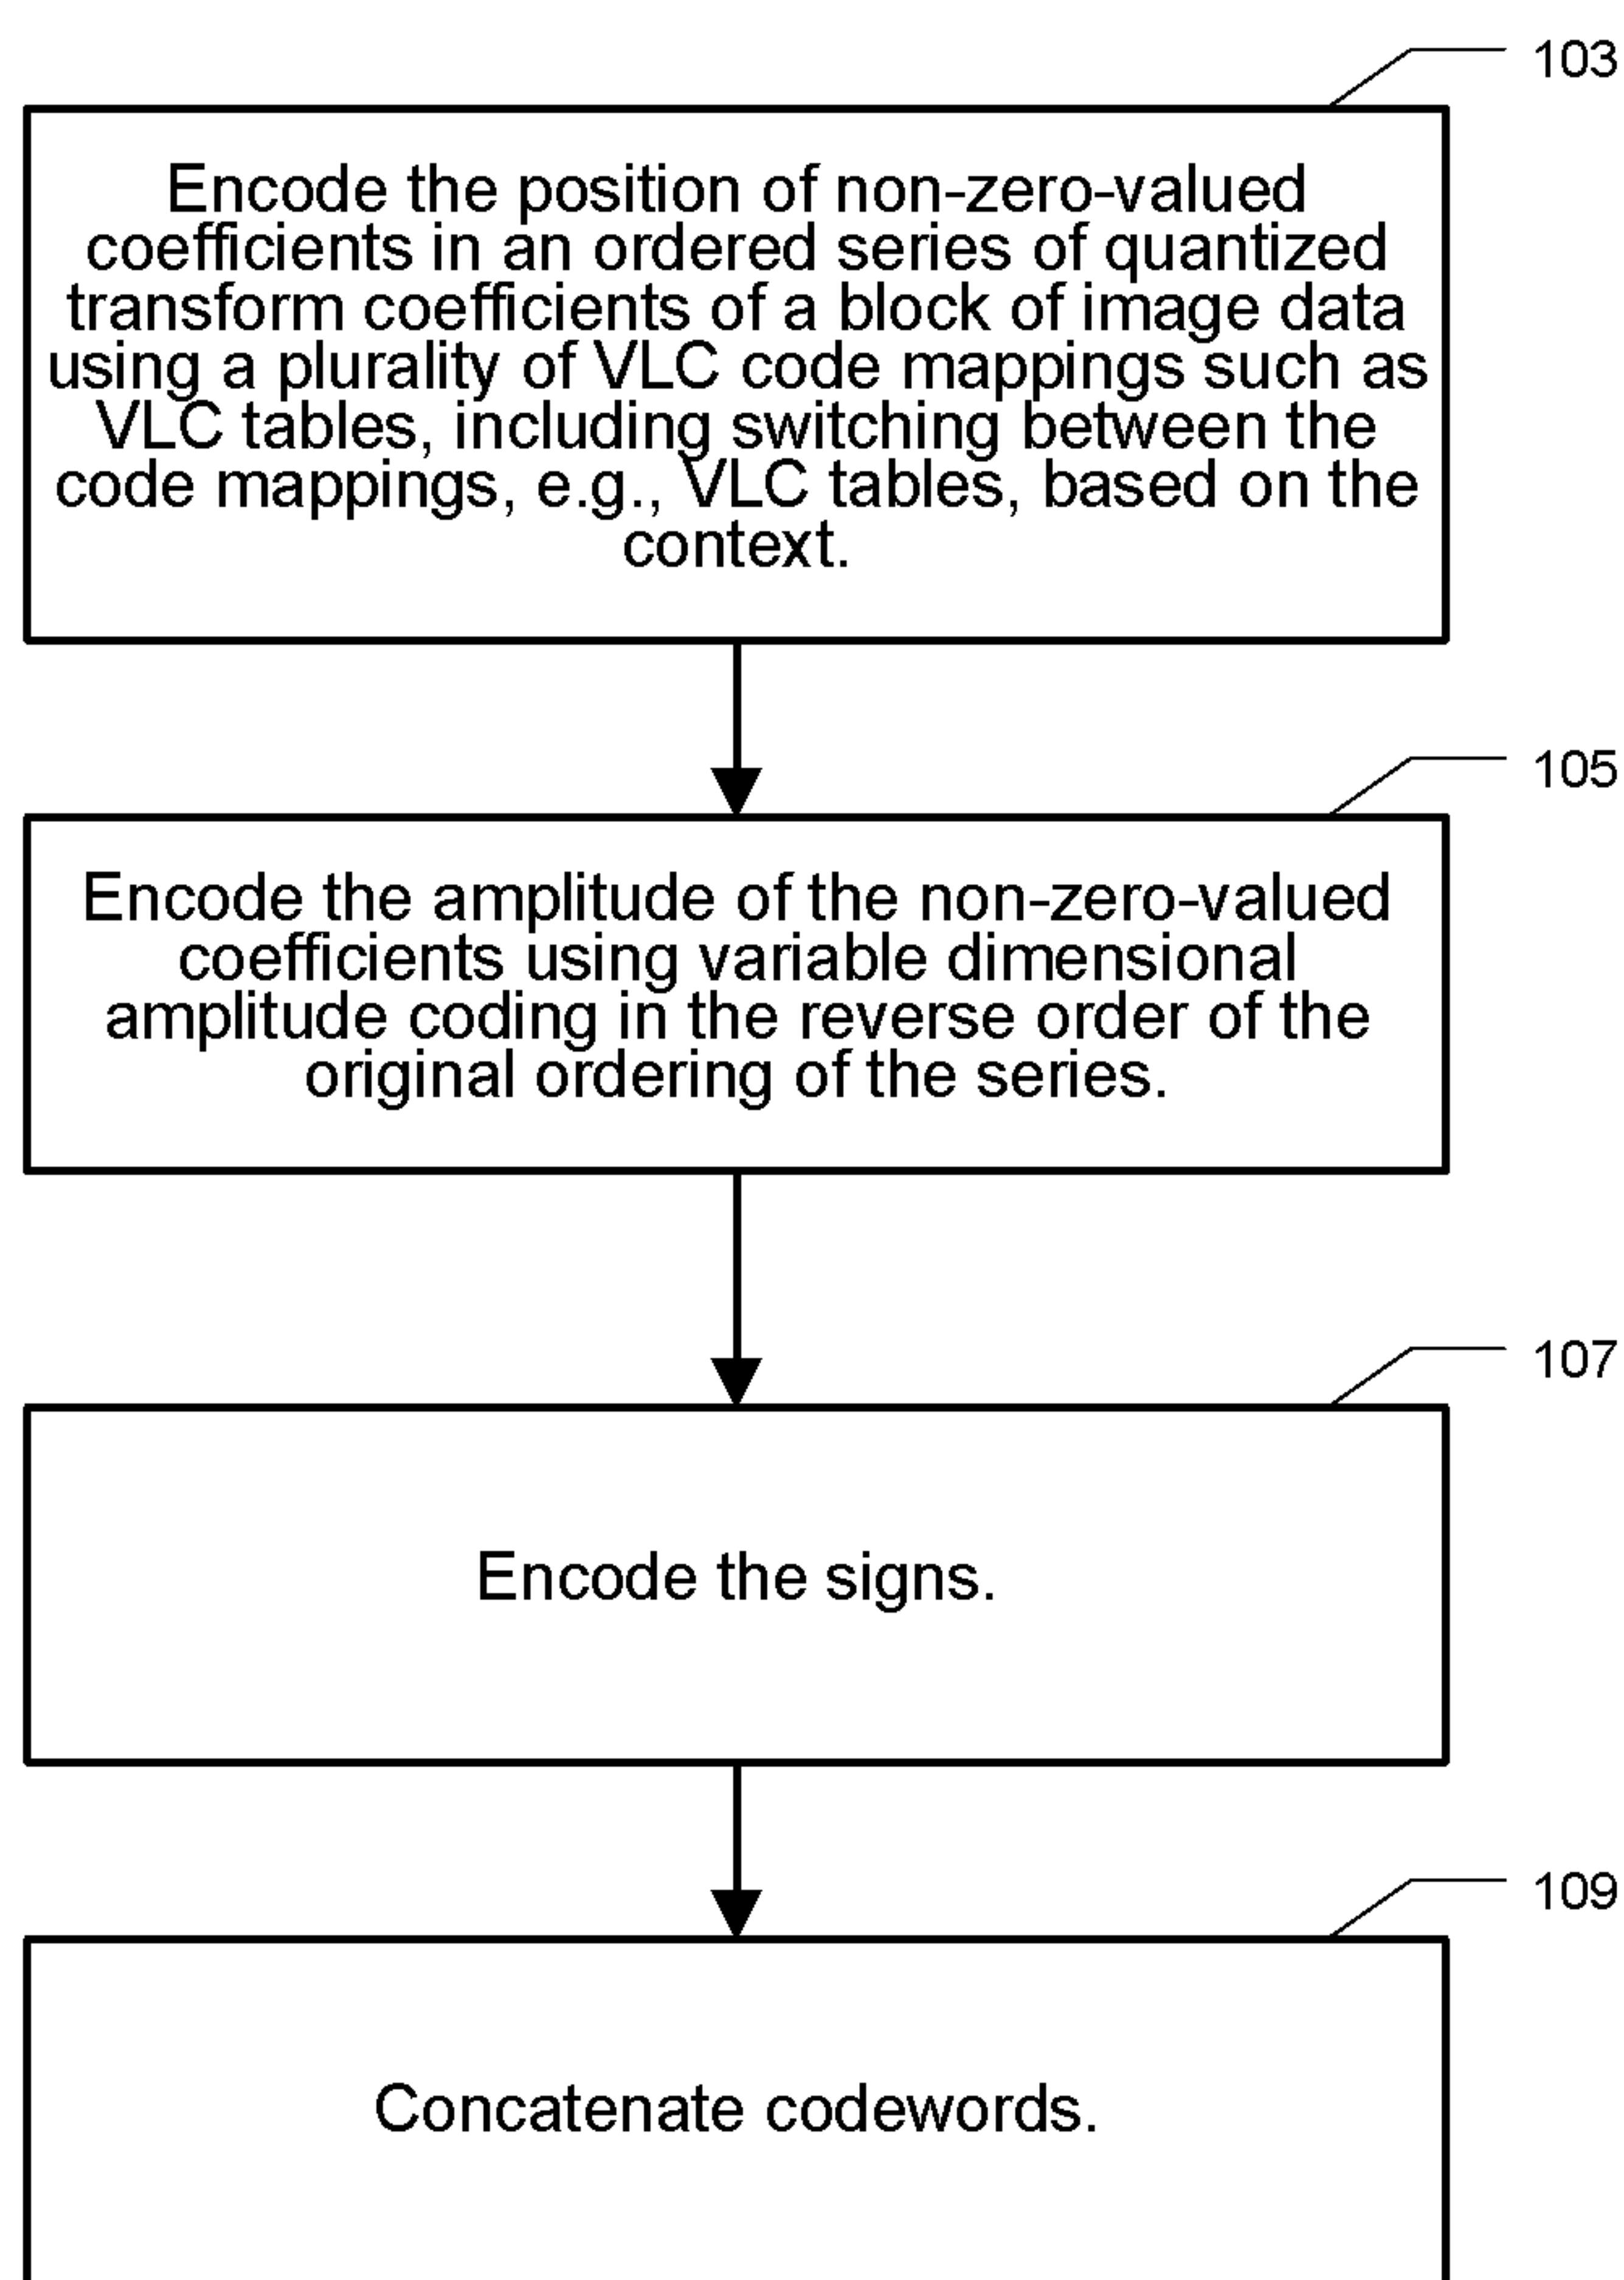 103
Encode the position of non-zero-valued
coefficients in an ordered series of quantized
transform coefficients of a block of image data
using a plurality of VLC code mappings such as
VLC tables, including switching between the
code mappings, e.g., VLC tables, based on the
context.
105
Encode the amplitude of the non-zero-valued
coefficients using variable dimensional
amplitude coding in the reverse order of the
original ordering of the series.
107
Encode the signs.
109
Concatenate codewords.